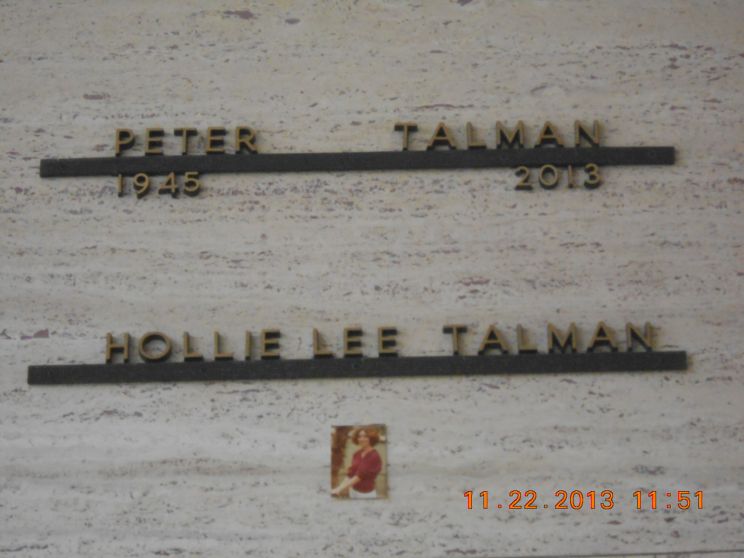 PETER TALMAN
1945 2013
HOLLIE LEE TALMAN
11.22.2013 11:51